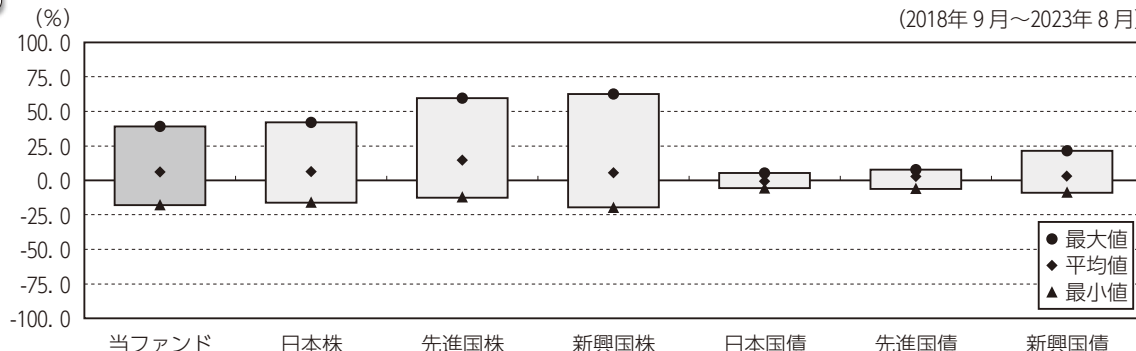 （%）
（2018年９月～2023年８月）
100. 0
75. 0
50. 0
25. 0
0. 0
-25. 0
-50. 0
-75. 0
-100. 0
● 最大値
◆ 平均値
▲ 最小値
当ファンド 日本株 先進国株 新興国株 日本国債 先進国債 新興国債